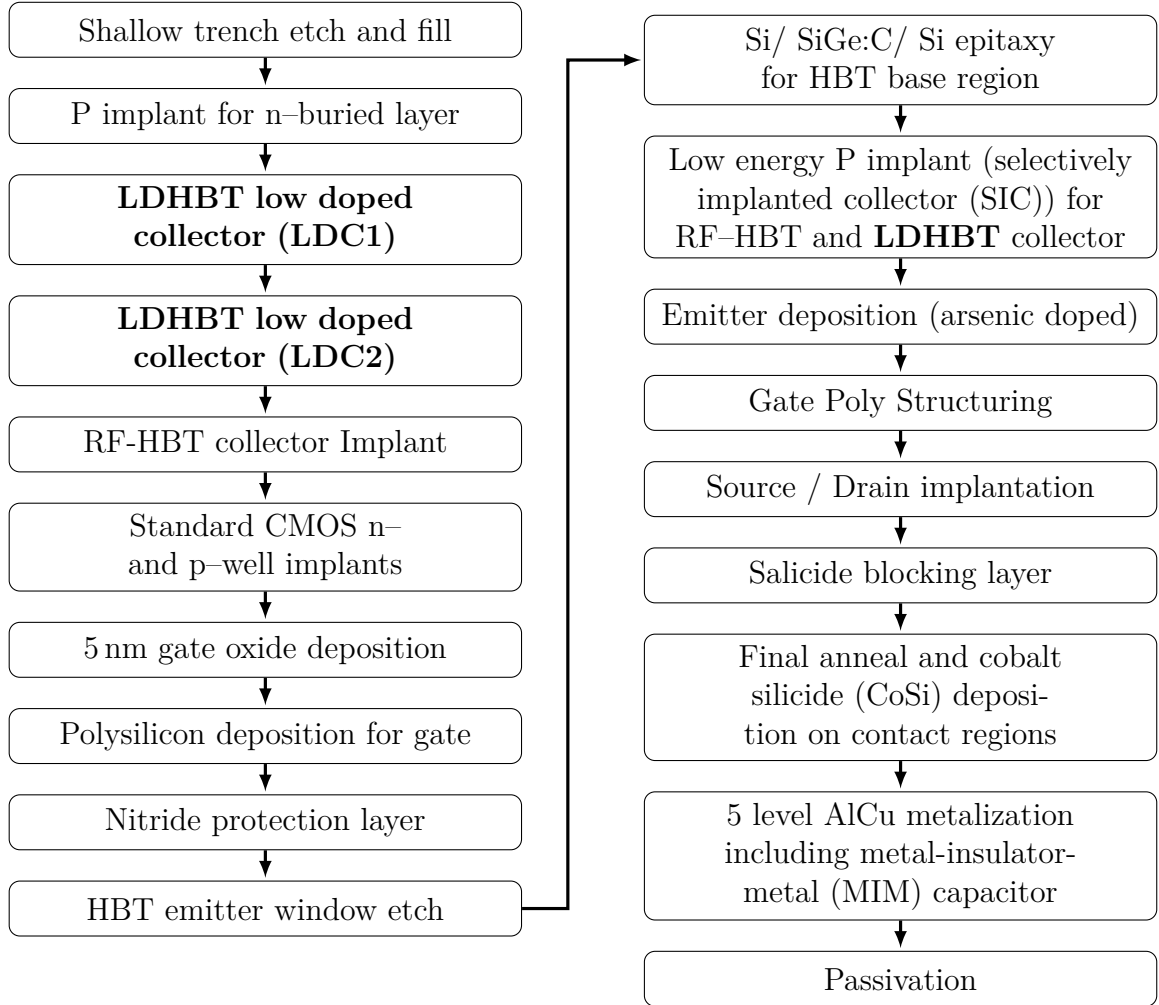 Shallow trench etch and fill
P implant for n–buried layer
LDHBT low doped
collector (LDC1)
LDHBT low doped
collector (LDC2)
RF-HBT collector Implant
Standard CMOS n–
and p–well implants
5 nm gate oxide deposition
Polysilicon deposition for gate
Nitride protection layer
HBT emitter window etch
Si/ SiGe:C/ Si epitaxy
for HBT base region
Low energy P implant (selectively
implanted collector (SIC)) for
RF–HBT and LDHBT collector
Emitter deposition (arsenic doped)
Gate Poly Structuring
Source / Drain implantation
Salicide blocking layer
Final anneal and cobalt
silicide (CoSi) deposi-
tion on contact regions
5 level AlCu metalization
including metal-insulator-
metal (MIM) capacitor
Passivation